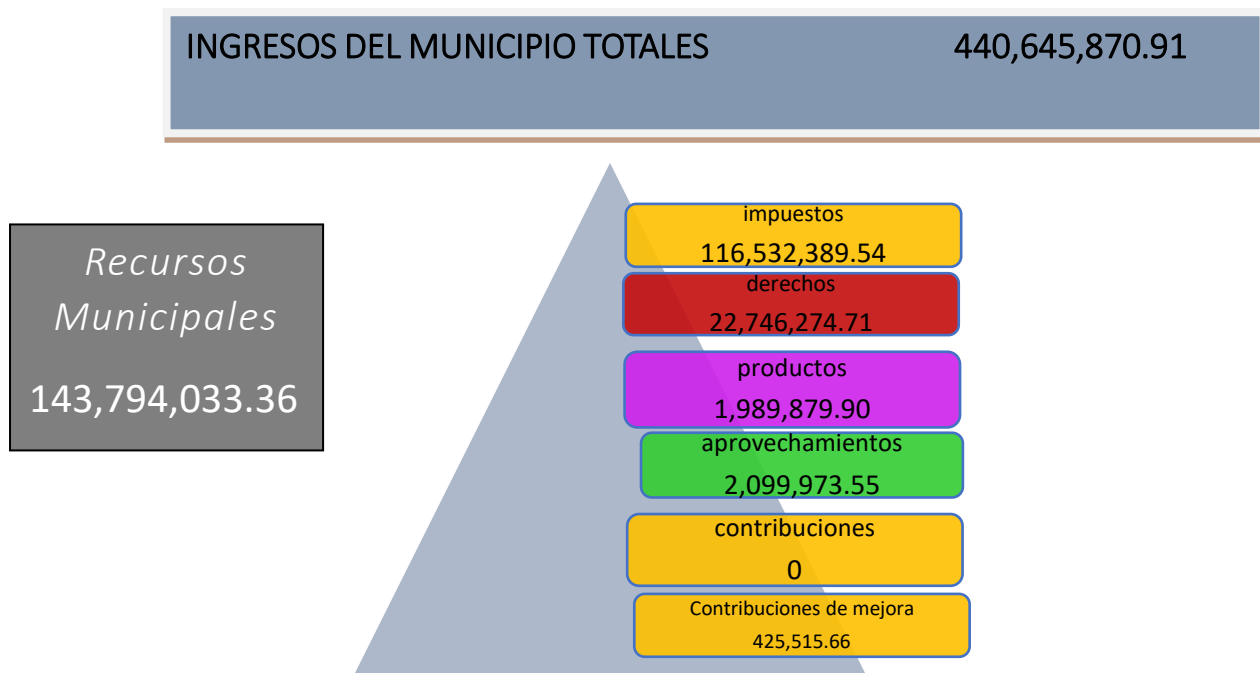 INGRESOS DEL MUNICIPIO TOTALES 440,645,870.91
Recursos
Municipales
143,794,033.36
impuestos
116,532,389.54
derechos
22,746,274.71
productos
1,989,879.90
aprovechamientos
2,099,973.55
contribuciones
0
Contribuciones de mejora
425,515.66